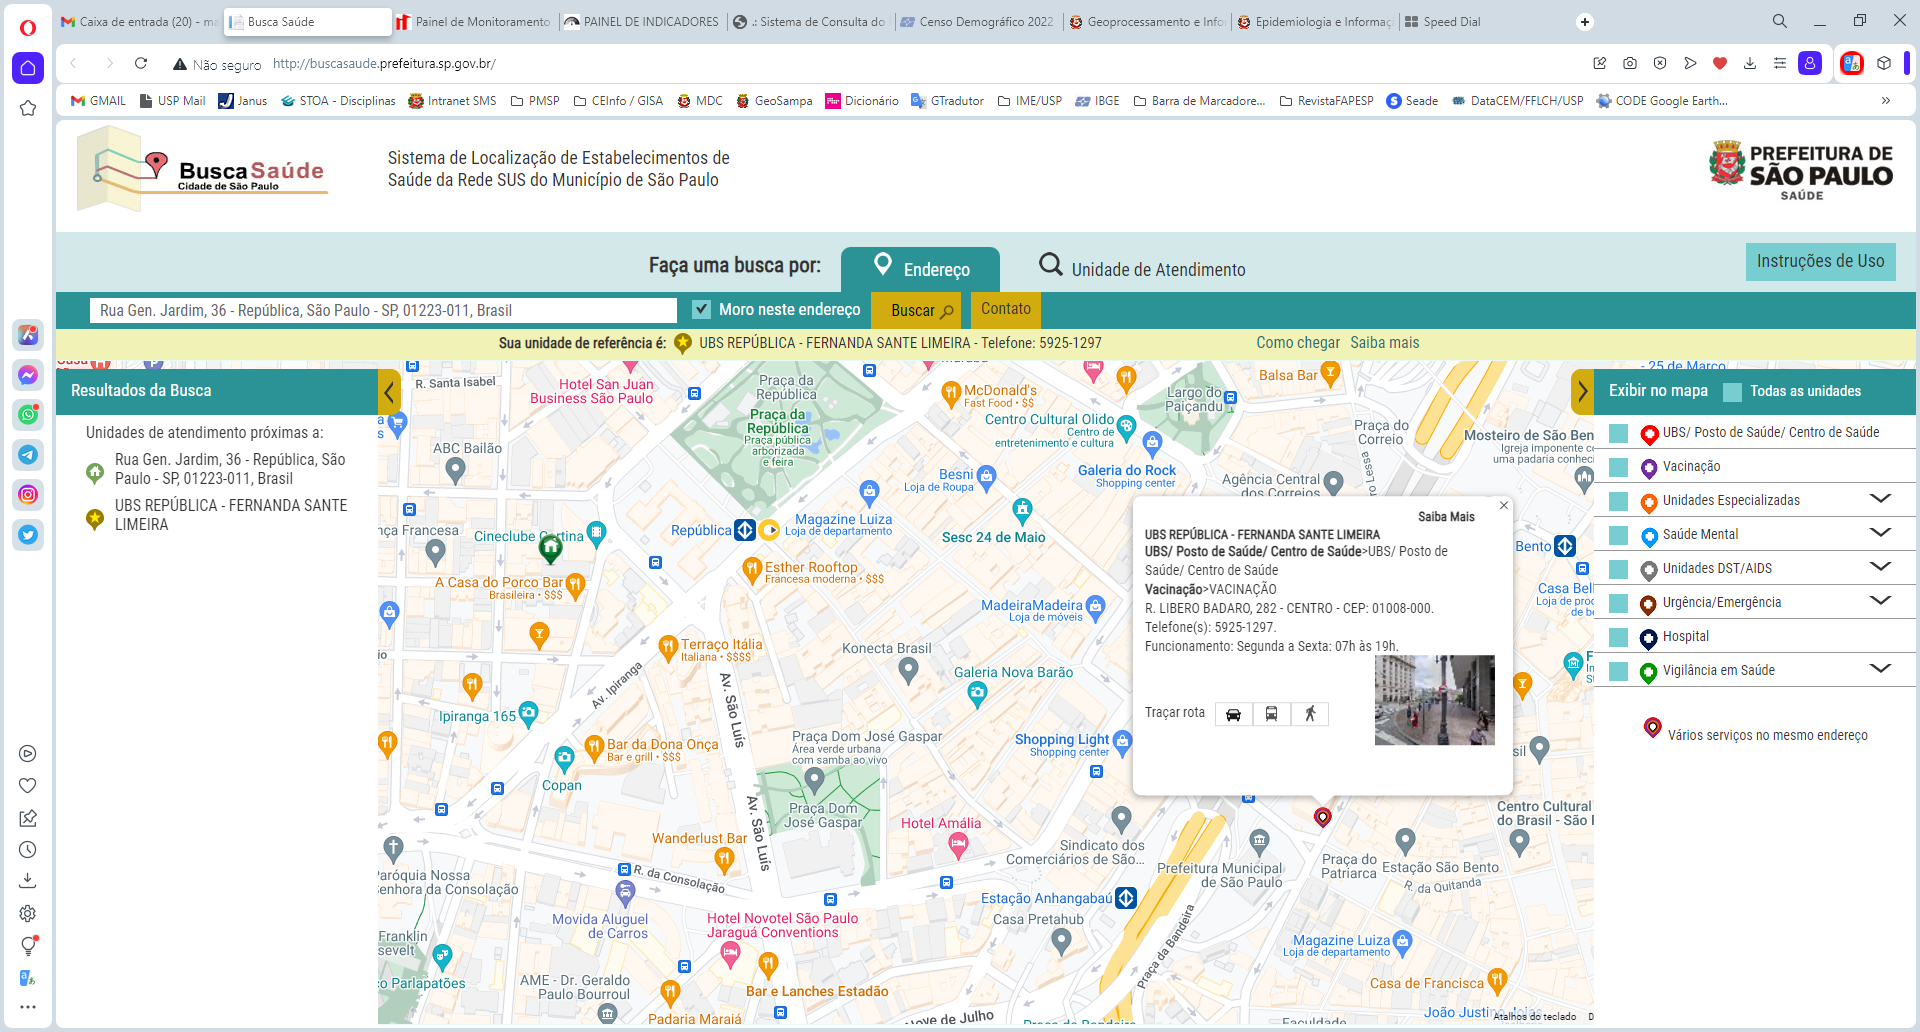 Caixa de entrada (20) - ma
Busca Saúde
Painel de Monitoramento
PAINEL DE INDICADORES
.: Sistema de Consulta do
Censo Demográfico 2022
Geoprocessamento e Infor
Epidemiologia e Informaç
Speed Dial
Não seguro
http://buscasaude.prefeitura.sp.gov.br/
GMAIL
USP Mail
Janus
STOA - Disciplinas
Intranet SMS
PMSP
CEInfo / GISA
MDC
GeoSampa
Dicionário
GTradutor
IME/USP
IBGE
Barra de Marcadore...
RevistaFAPESP
Seade
DataCEM/FFLCH/USP
CODE Google Earth...
BuscaSaúde
Cidade de São Paulo
Sistema de Localização de Estabelecimentos de
Saúde da Rede SUS do Município de São Paulo
PREFEITURA DE
SÃO PAULO
SAÚDE
Faça uma busca por:
Endereço
Unidade de Atendimento
Instruções de Uso
Rua Gen. Jardim, 36 - República, São Paulo - SP, 01223-011, Brasil
Moro neste endereço
Buscar
Contato
Sua unidade de referência é:
UBS REPÚBLICA - FERNANDA SANTE LIMEIRA - Telefone: 5925-1297
Como chegar
Saiba mais
Resultados da Busca
Unidades de atendimento próximas a:
Rua Gen. Jardim, 36 - República, São
Paulo - SP, 01223-011, Brasil
UBS REPÚBLICA - FERNANDA SANTE
LIMEIRA
R. Santa Isabel
Hotel San Juan
Business São Paulo
Praça da
República
Praça da
República
Praça pública
arborizada
e feira
McDonald's
Fast Food • $$
Centro Cultural Olido
Centro de
entretenimento e cultura
Largo do
Paiçandu
Balsa Bar
- 25 de Março
Praça do
Correio
Mosteiro de São Ben
Igreja imponente c
uma padaria conheci
ABC Bailão
Besni
Loja de Roupa
Galeria do Rock
Shopping center
Agência Central
dos Correios
nça Francesa
Cineclube Cortina
República
Magazine Luiza
Loja de departamento
Sesc 24 de Maio
A Casa do Porco Bar
Brasileira • $$$
Esther Rooftop
Francesa moderna • $$$
MadeiraMadeira
Loja de móveis
Bento
Casa Bel
Loja de proc
de be
Terraço Itália
Italiana • $$$$
Konecta Brasil
Galeria Nova Barão
Av. Ipiranga
Av. São Luís
Ipiranga 165
Bar da Dona Onça
Bar e grill • $$$
Praça Dom José Gaspar
Área verde urbana
com samba ao vivo
Shopping Light
Shopping center
Copan
Praça Dom
José Gaspar
Av. São Luís
Wanderlust Bar
Hotel Amália
Sindicato dos
Comerciários de São...
Prefeitura Municipal
de São Paulo
Praça do
Patriarca
Estação São Bento
R. da Quitanda
Centro Cultural
do Brasil - São P
Paróquia Nossa
Senhora da Consolação
R. da Consolação
Estação Anhangabaú
Casa Pretahub
Praça da Bandeira
Movida Aluguel
de Carros
Hotel Novotel São Paulo
Jaraguá Conventions
Magazine Luiza
Loja de departamento
Franklin
sevelt
o Parlapatões
AME - Dr. Geraldo
Paulo Bourroul
Bar e Lanches Estadão
Casa de Francisca
Padaria Maraiá
ove de Julho
Faculdade
Atalhos do teclado
Saiba Mais
UBS REPÚBLICA - FERNANDA SANTE LIMEIRA
UBS/ Posto de Saúde/ Centro de Saúde>UBS/ Posto de
Saúde/ Centro de Saúde
Vacinação>VACINAÇÃO
R. LIBERO BADARO, 282 - CENTRO - CEP: 01008-000.
Telefone(s): 5925-1297.
Funcionamento: Segunda a Sexta: 07h às 19h.
Traçar rota
Exibir no mapa
Todas as unidades
UBS/ Posto de Saúde/ Centro de Saúde
Vacinação
Unidades Especializadas
Saúde Mental
Unidades DST/AIDS
Urgência/Emergência
Hospital
Vigilância em Saúde
Vários serviços no mesmo endereço